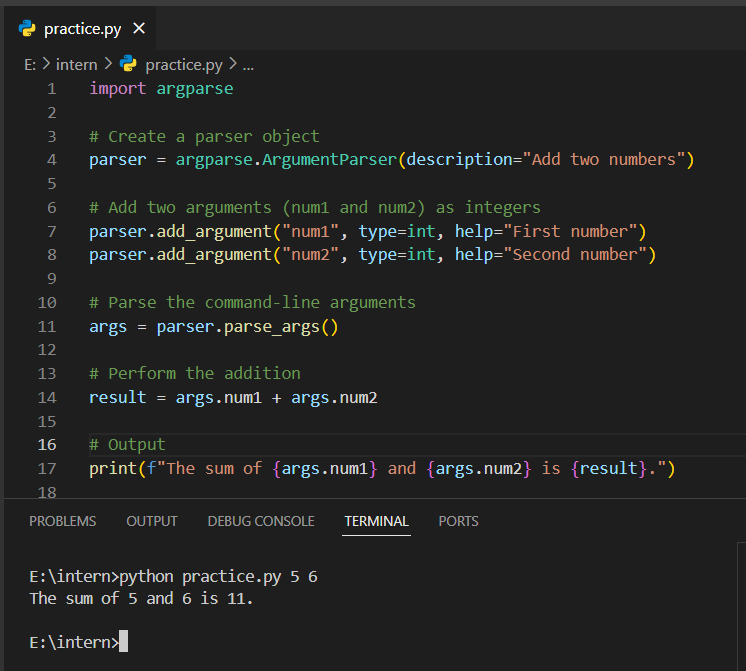 practice.py
E: > intern > practice.py > ...
1 import argparse
2
3 # Create a parser object
4 parser = argparse.ArgumentParser(description="Add two numbers")
5
6 # Add two arguments (num1 and num2) as integers
7 parser.add_argument("num1", type=int, help="First number")
8 parser.add_argument("num2", type=int, help="Second number")
9
10 # Parse the command-line arguments
11 args = parser.parse_args()
12
13 # Perform the addition
14 result = args.num1 + args.num2
15
16 # Output
17 print(f"The sum of {args.num1} and {args.num2} is {result}.")
18
PROBLEMS OUTPUT DEBUG CONSOLE TERMINAL PORTS
E:\intern>python practice.py 5 6
The sum of 5 and 6 is 11.
E:\intern>